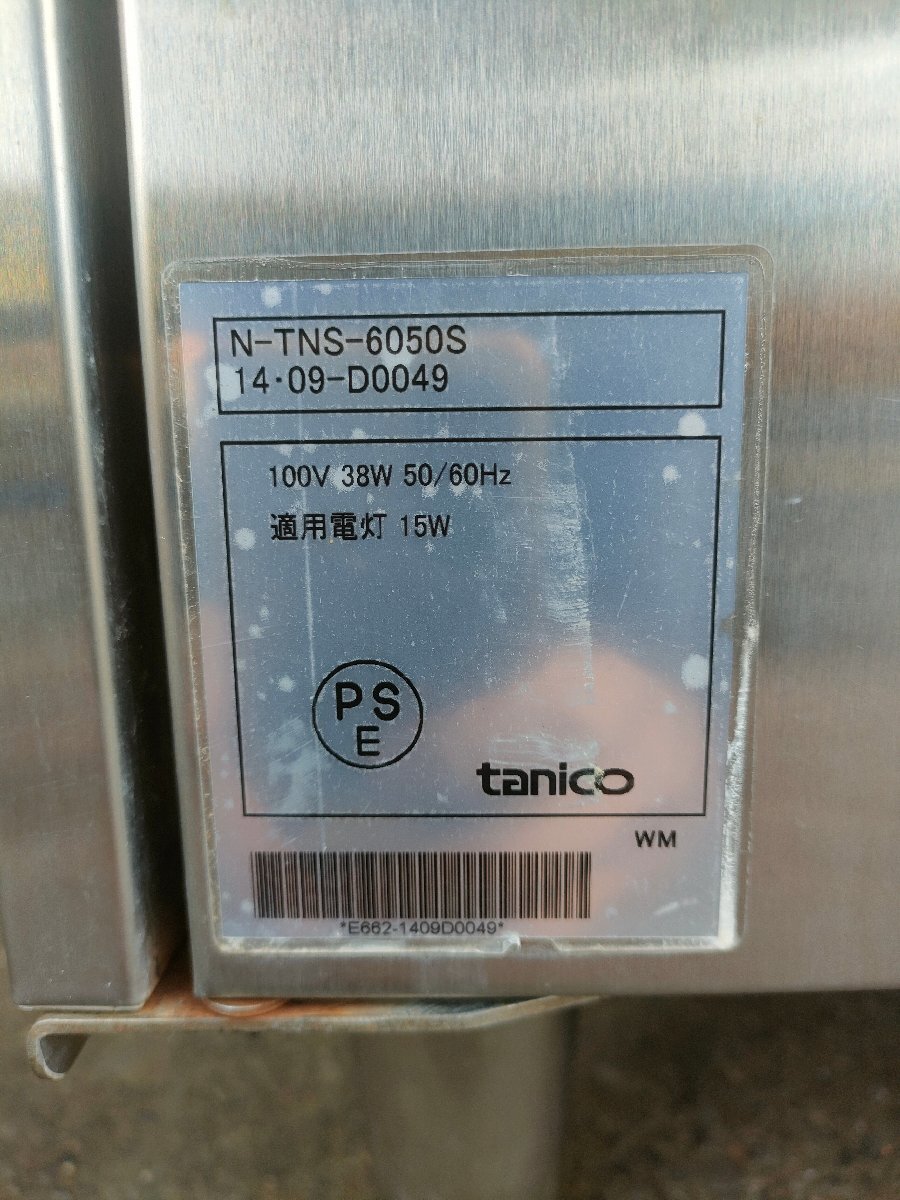 N-TNS-6050S
14·09-D0049
100V 38W 50/60Hz
適用電灯 15W
PS
E
tanico
WM
*E662-1409D0049*